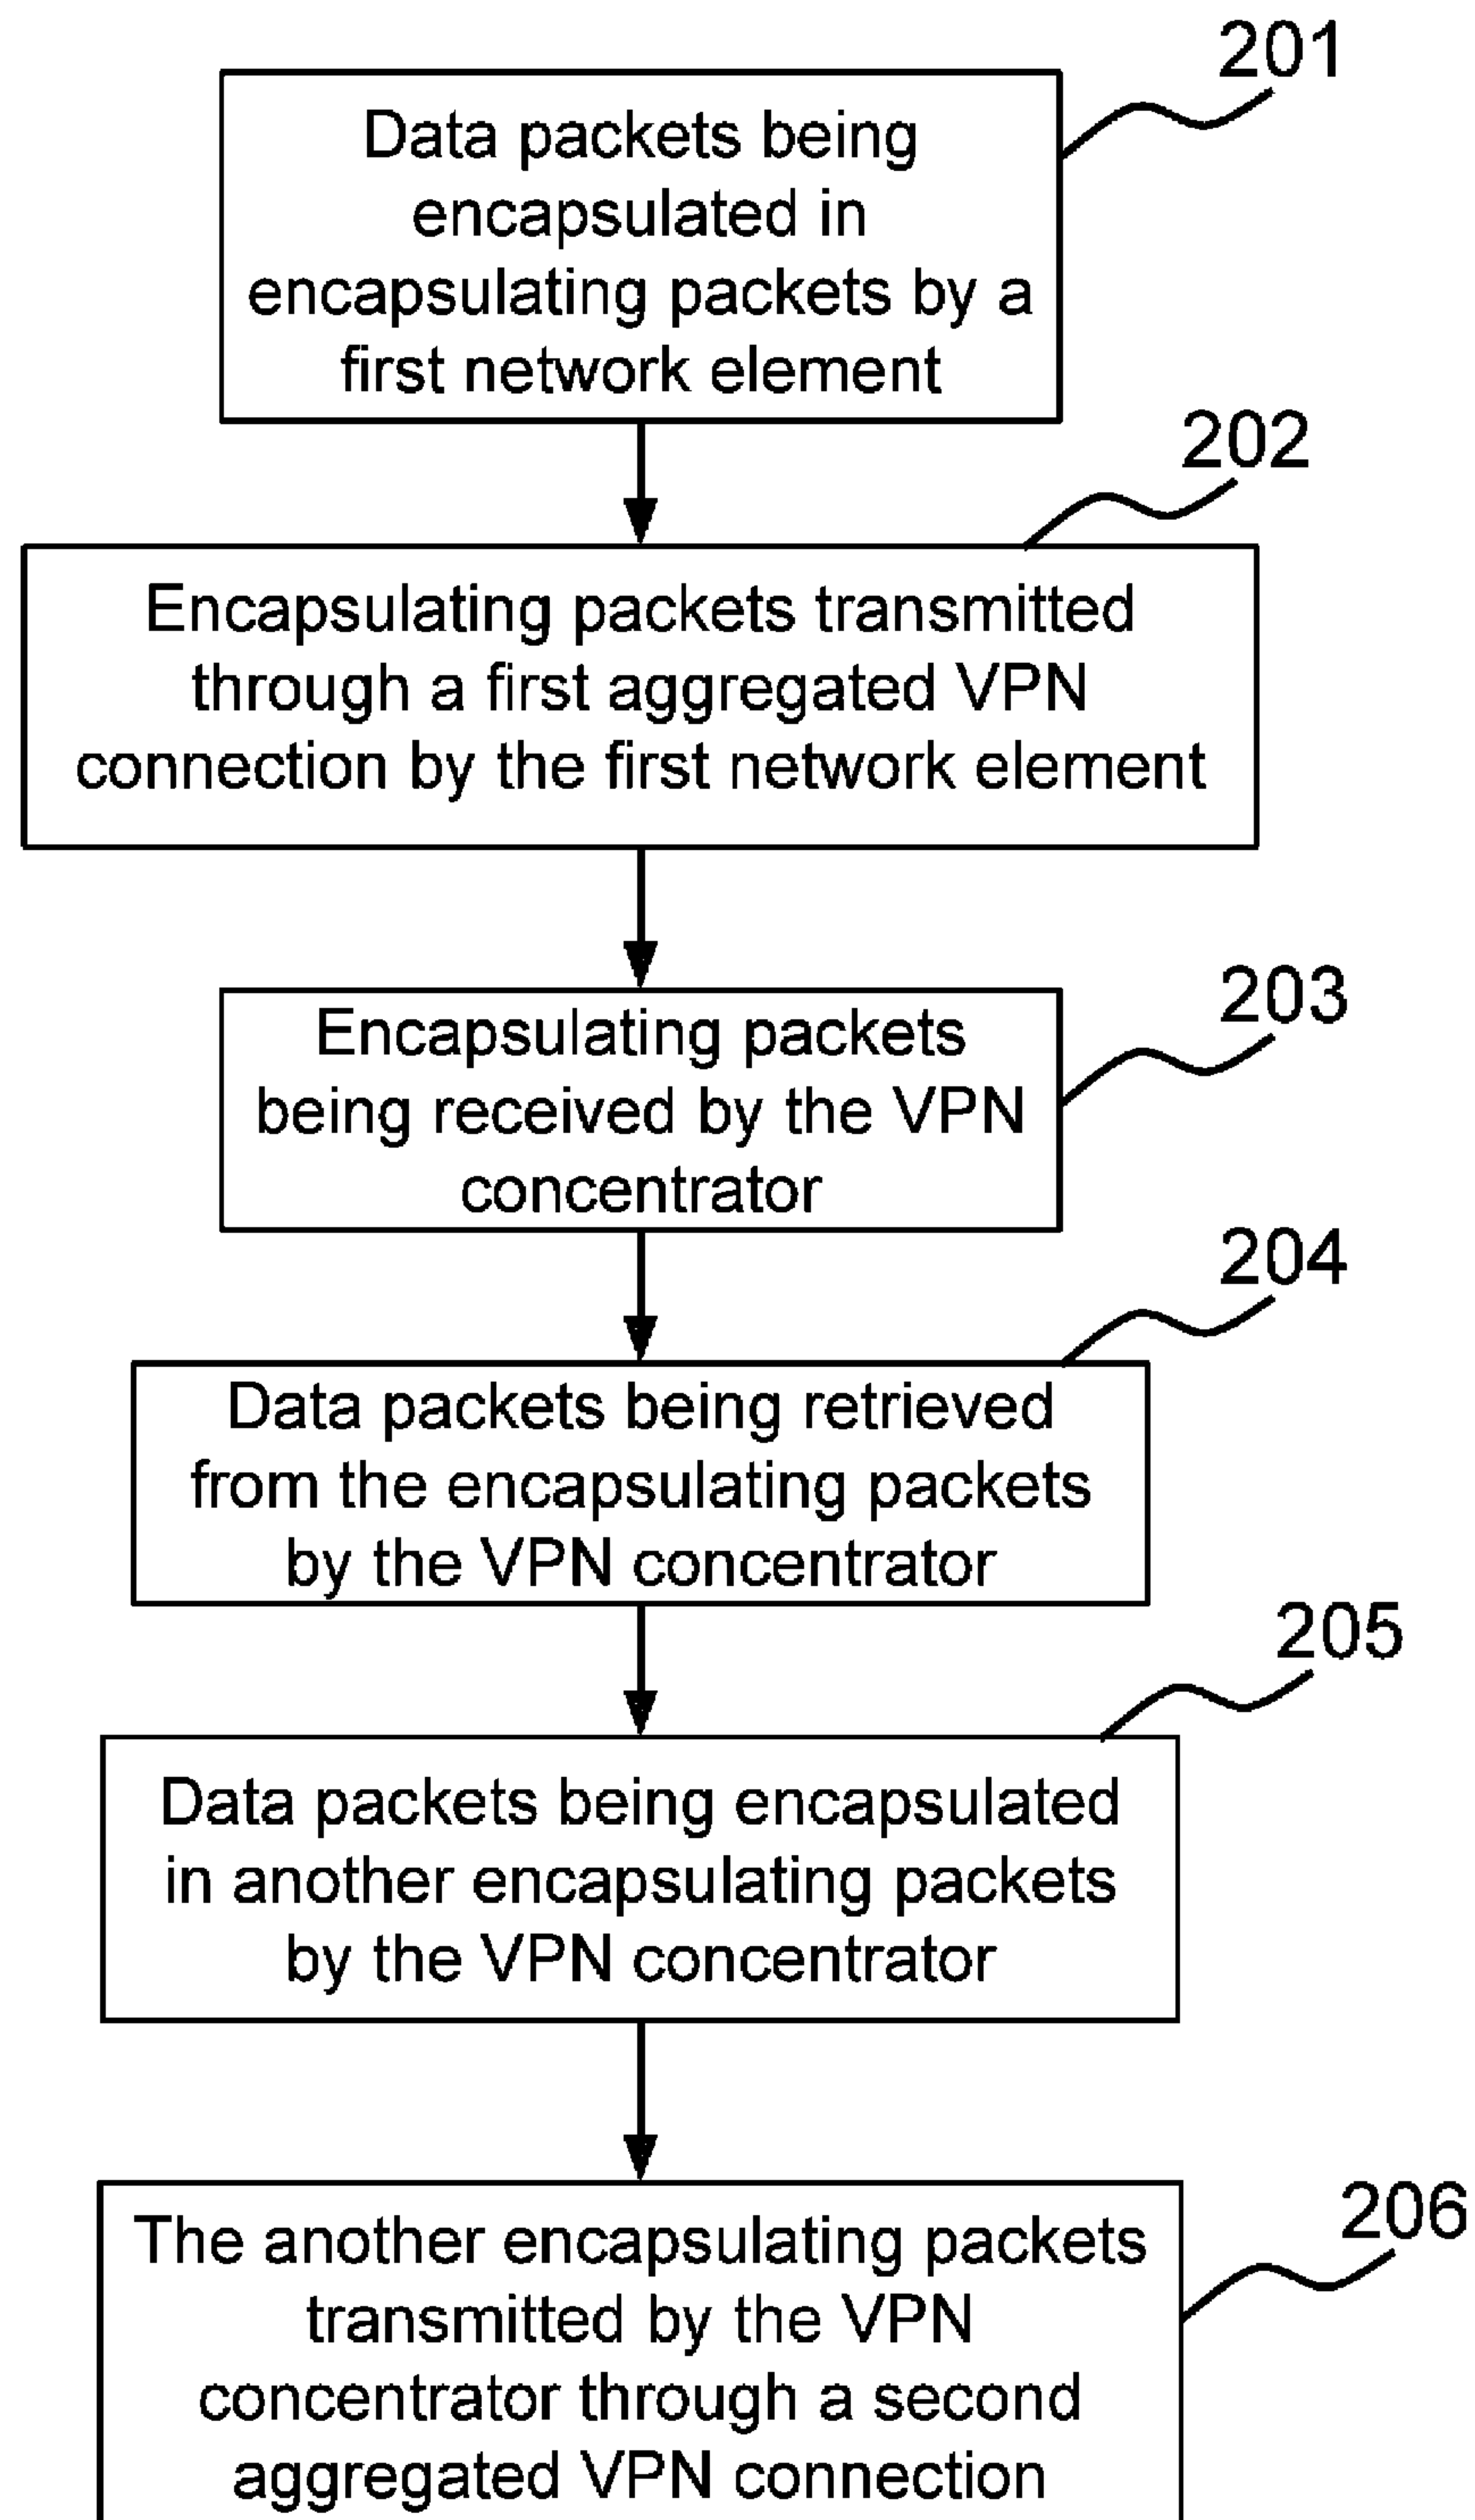 201
Data packets being
encapsulated in
encapsulating packets by a
first network element
202
Encapsulating packets transmitted
through a first aggregated VPN
connection by the first network element
203
Encapsulating packets
being received by the VPN
concentrator
204
Data packets being retrieved
from the encapsulating packets
by the VPN concentrator
205
Data packets being encapsulated
in another encapsulating packets
by the VPN concentrator
206
The another encapsulating packets
transmitted by the VPN
concentrator through a second
aggregated VPN connection